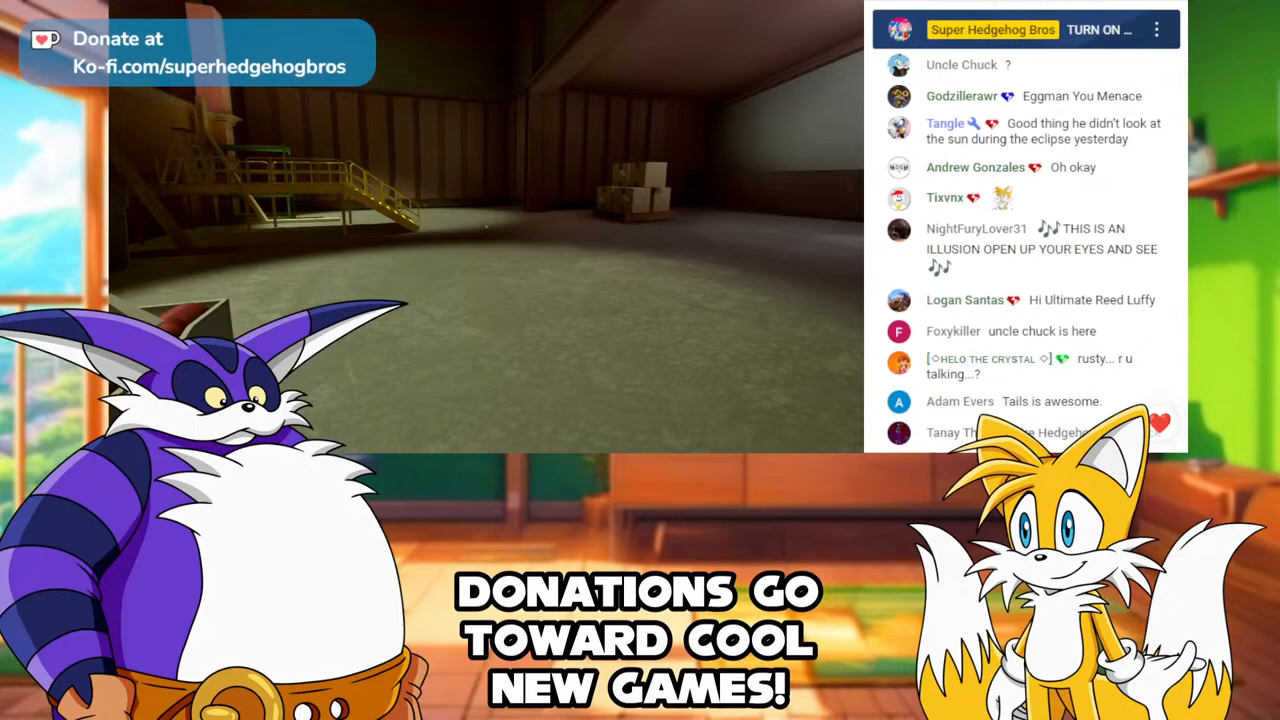 Donate at
Ko-fi.com/superhedgehogbros
Super Hedgehog Bros TURN ON ...
Uncle Chuck ?
Godzillerawr Eggman You Menace
Tangle Good thing he didn't look at
the sun during the eclipse yesterday
Andrew Gonzales Oh okay
Tixvnx
NightFuryLover31 🎶THIS IS AN
ILLUSION OPEN UP YOUR EYES AND SEE
🎶
Logan Santas Hi Ultimate Reed Luffy
F Foxykiller uncle chuck is here
[◇HELO THE CRYSTAL ◇] rusty... r u
talking...?
A Adam Evers Tails is awesome.
Tanay
DONATIONS GO
TOWARD COOL
NEW GAMES!